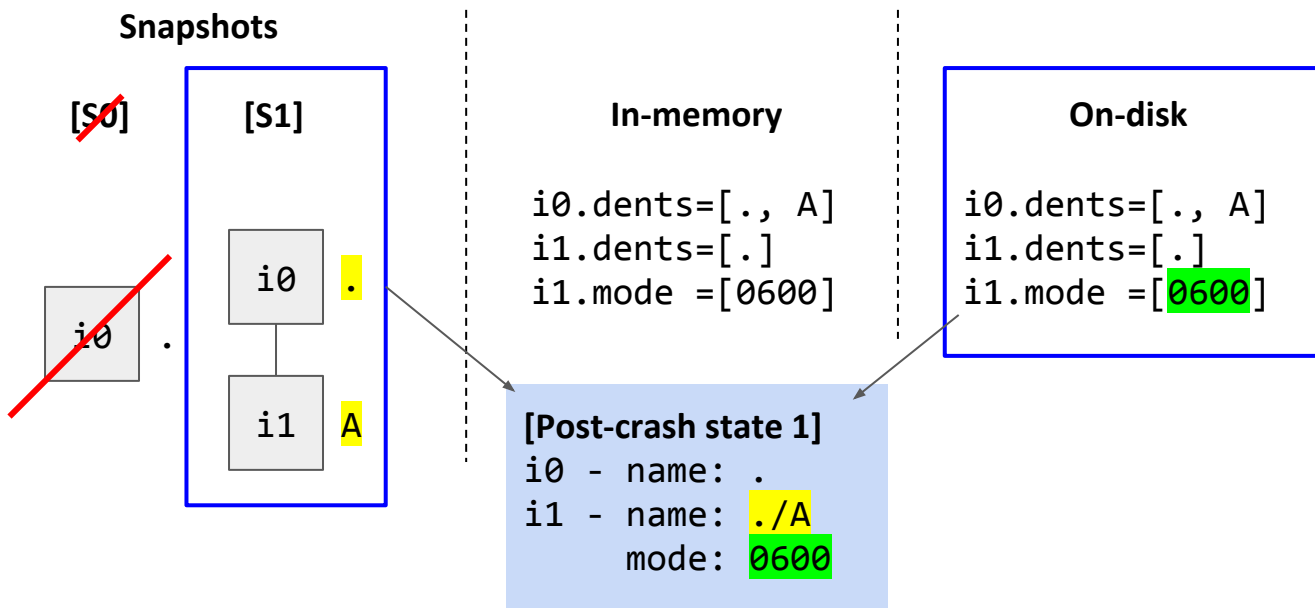 Snapshots
[S0]
[S1]
In-memory
On-disk
i0 .
i0 .
i1 A
i0.dents=[., A]
i1.dents=[.]
i1.mode =[0600]
i0.dents=[., A]
i1.dents=[.]
i1.mode =[0600]
[Post-crash state 1]
i0 - name: .
i1 - name: ./A
mode: 0600